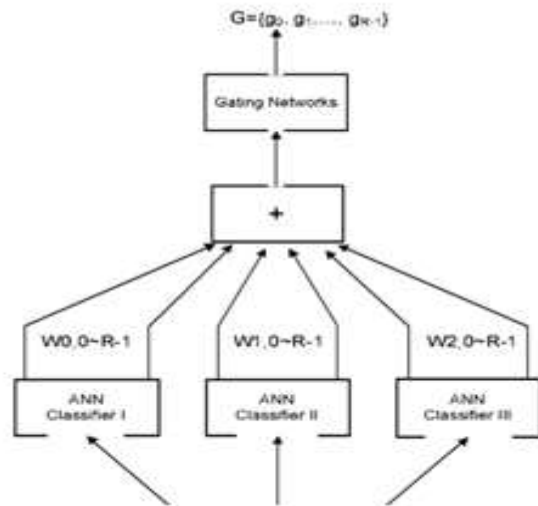 G={g0, g1,...., gR-1}
Gating Networks
+
W0,0~R-1
W1,0~R-1
W2,0~R-1
ANN
Classifier I
ANN
Classifier II
ANN
Classifier III